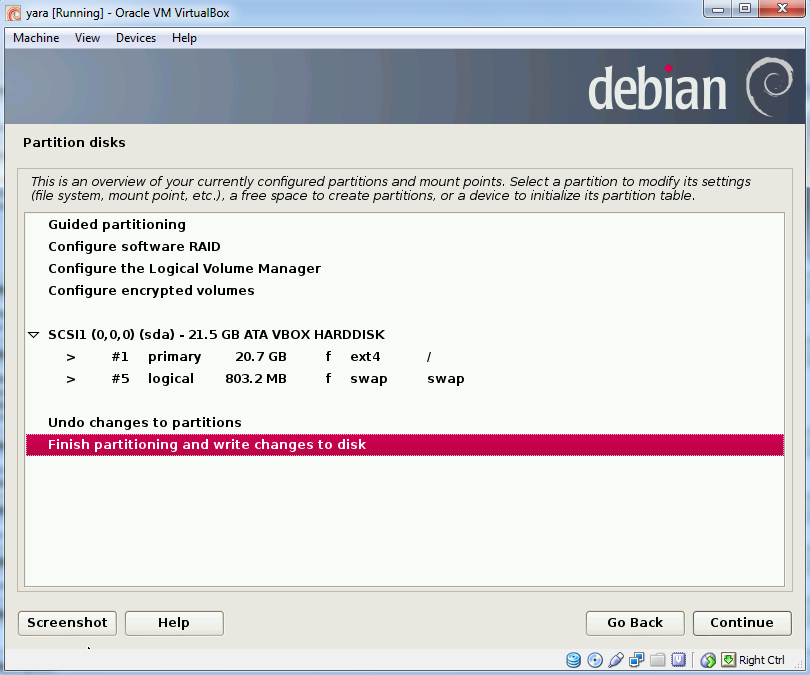 yara [Running] - Oracle VM VirtualBox
Machine View Devices Help
debian
Partition disks
This is an overview of your currently configured partitions and mount points. Select a partition to modify its settings
(file system, mount point, etc.), a free space to create partitions, or a device to initialize its partition table.
Guided partitioning
Configure software RAID
Configure the Logical Volume Manager
Configure encrypted volumes
SCSI1 (0,0,0) (sda) - 21.5 GB ATA VBOX HARDDISK
> #1 primary 20.7 GB f ext4 /
> #5 logical 803.2 MB f swap swap
Undo changes to partitions
Finish partitioning and write changes to disk
Screenshot Help Go Back Continue
Right Ctrl